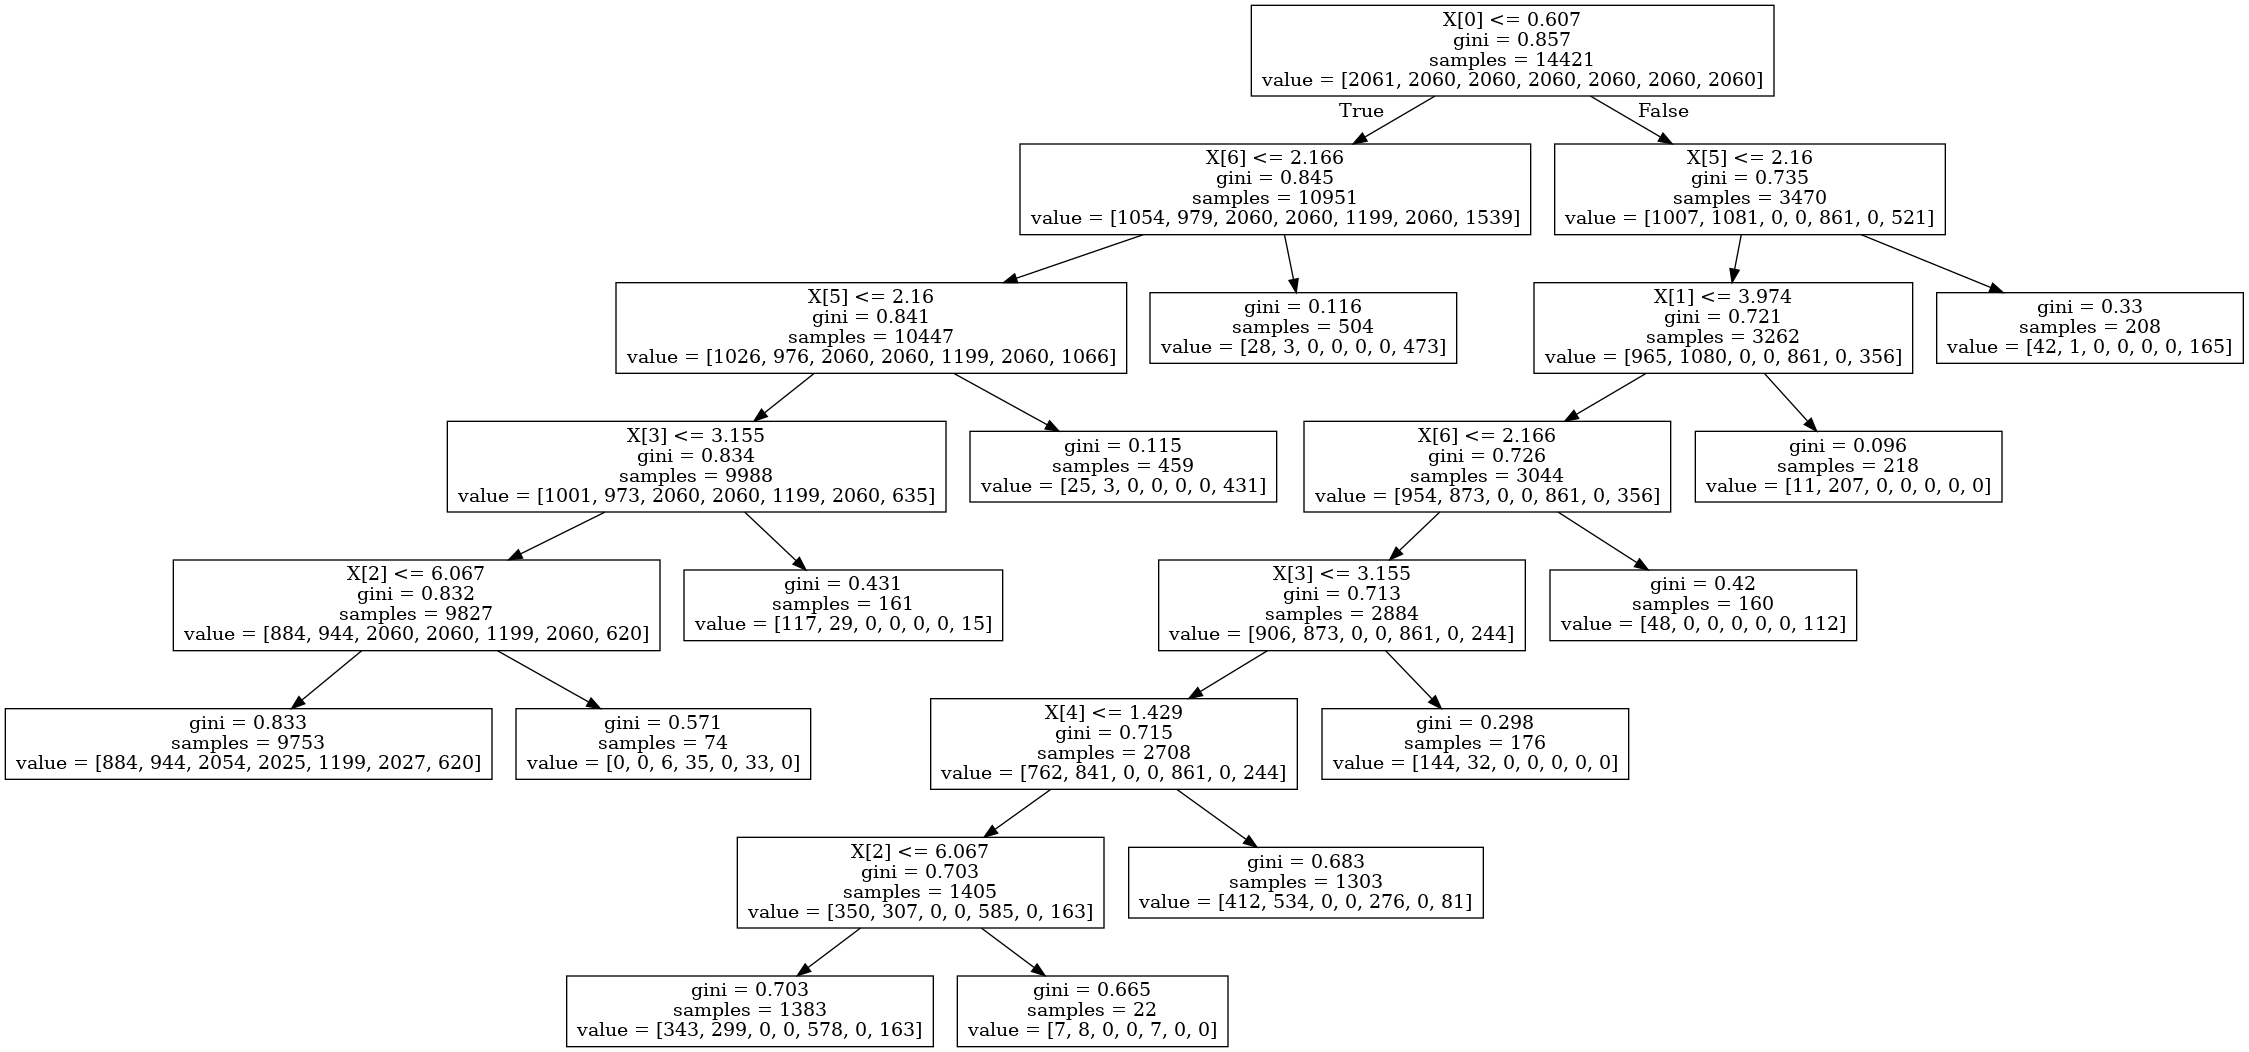 X[0] <= 0.607
gini = 0.857
samples = 14421
value = [2061, 2060, 2060, 2060, 2060, 2060, 2060]
True
False
X[6] <= 2.166
gini = 0.845
samples = 10951
value = [1054, 979, 2060, 2060, 1199, 2060, 1539]
X[5] <= 2.16
gini = 0.735
samples = 3470
value = [1007, 1081, 0, 0, 861, 0, 521]
X[5] <= 2.16
gini = 0.841
samples = 10447
value = [1026, 976, 2060, 2060, 1199, 2060, 1066]
gini = 0.116
samples = 504
value = [28, 3, 0, 0, 0, 0, 473]
X[1] <= 3.974
gini = 0.721
samples = 3262
value = [965, 1080, 0, 0, 861, 0, 356]
gini = 0.33
samples = 208
value = [42, 1, 0, 0, 0, 0, 165]
X[3] <= 3.155
gini = 0.834
samples = 9988
value = [1001, 973, 2060, 2060, 1199, 2060, 635]
gini = 0.115
samples = 459
value = [25, 3, 0, 0, 0, 0, 431]
X[6] <= 2.166
gini = 0.726
samples = 3044
value = [954, 873, 0, 0, 861, 0, 356]
gini = 0.096
samples = 218
value = [11, 207, 0, 0, 0, 0, 0]
X[2] <= 6.067
gini = 0.832
samples = 9827
value = [884, 944, 2060, 2060, 1199, 2060, 620]
gini = 0.431
samples = 161
value = [117, 29, 0, 0, 0, 0, 15]
X[3] <= 3.155
gini = 0.713
samples = 2884
value = [906, 873, 0, 0, 861, 0, 244]
gini = 0.42
samples = 160
value = [48, 0, 0, 0, 0, 0, 112]
gini = 0.833
samples = 9753
value = [884, 944, 2054, 2025, 1199, 2027, 620]
gini = 0.571
samples = 74
value = [0, 0, 6, 35, 0, 33, 0]
X[4] <= 1.429
gini = 0.715
samples = 2708
value = [762, 841, 0, 0, 861, 0, 244]
gini = 0.298
samples = 176
value = [144, 32, 0, 0, 0, 0, 0]
X[2] <= 6.067
gini = 0.703
samples = 1405
value = [350, 307, 0, 0, 585, 0, 163]
gini = 0.683
samples = 1303
value = [412, 534, 0, 0, 276, 0, 81]
gini = 0.703
samples = 1383
value = [343, 299, 0, 0, 578, 0, 163]
gini = 0.665
samples = 22
value = [7, 8, 0, 0, 7, 0, 0]